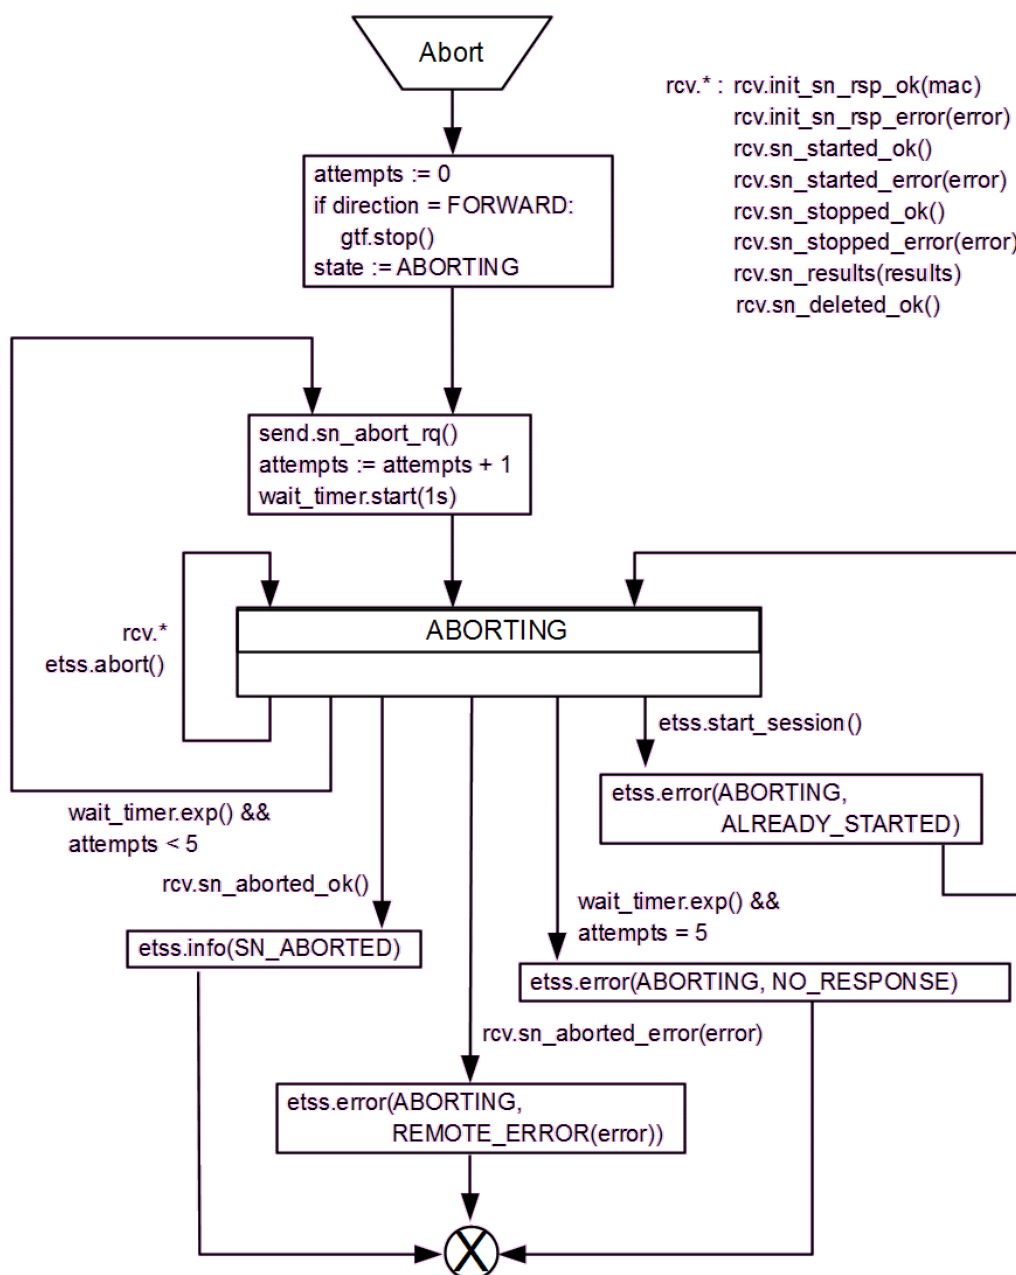 Abort
rcv.* : rcv.init_sn_rsp_ok(mac)
rcv.init_sn_rsp_error(error)
rcv.sn_started_ok()
rcv.sn_started_error(error)
rcv.sn_stopped_ok()
rcv.sn_stopped_error(error)
rcv.sn_results(results)
rcv.sn_deleted_ok()
attempts := 0
if direction = FORWARD:
gtf.stop()
state := ABORTING
send.sn_abort_rq()
attempts := attempts + 1
wait_timer.start(1s)
rcv.*
etss.abort()
ABORTING
etss.start_session()
etss.error(ABORTING,
ALREADY_STARTED)
wait_timer.exp() &&
attempts < 5
rcv.sn_aborted_ok()
wait_timer.exp() &&
attempts = 5
etss.info(SN_ABORTED)
etss.error(ABORTING, NO_RESPONSE)
rcv.sn_aborted_error(error)
etss.error(ABORTING,
REMOTE_ERROR(error))
X